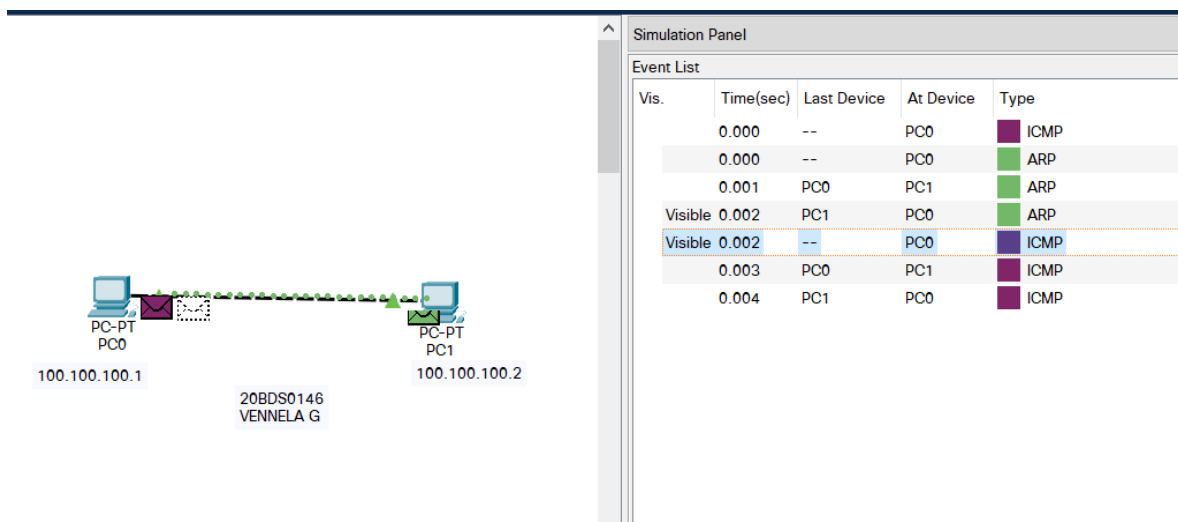 Simulation Panel
Event List
Vis. Time(sec) Last Device At Device Type
0.000 -- PC0 ICMP
0.000 -- PC0 ARP
0.001 PC0 PC1 ARP
Visible 0.002 PC1 PC0 ARP
Visible 0.002 -- PC0 ICMP
0.003 PC0 PC1 ICMP
0.004 PC1 PC0 ICMP
PC-PT
PC0
100.100.100.1
PC-PT
PC1
100.100.100.2
20BDS0146
VENNELA G